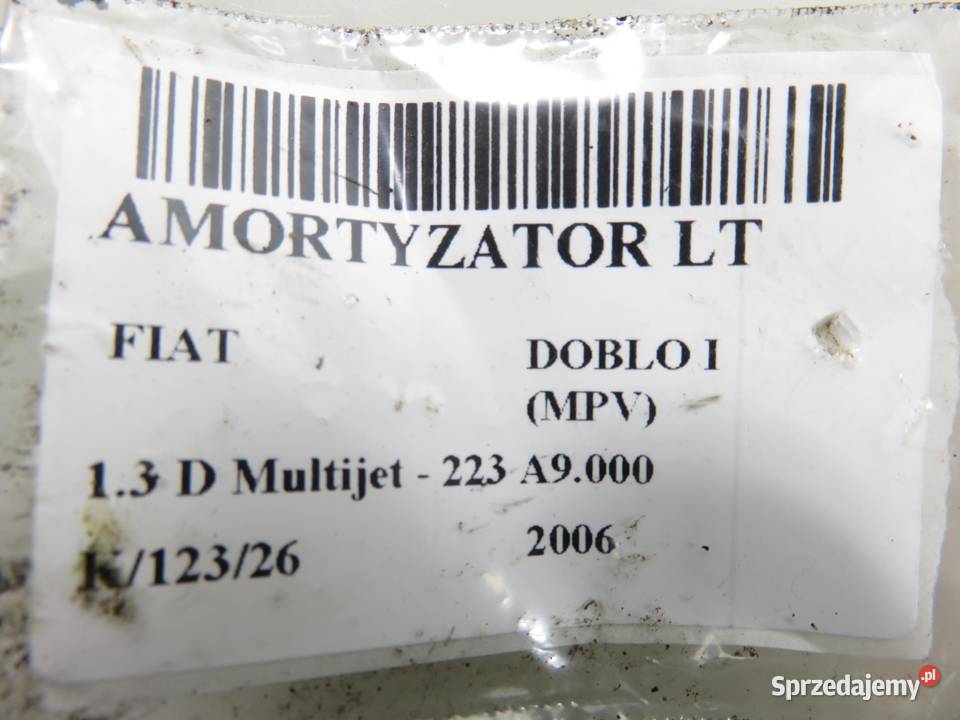 AMORTYZATOR LT
FIAT
DOBLO I
(MPV)
1.3 D Multijet - 223 A9.000
K/123/26
2006
Sprzedajemy.pl